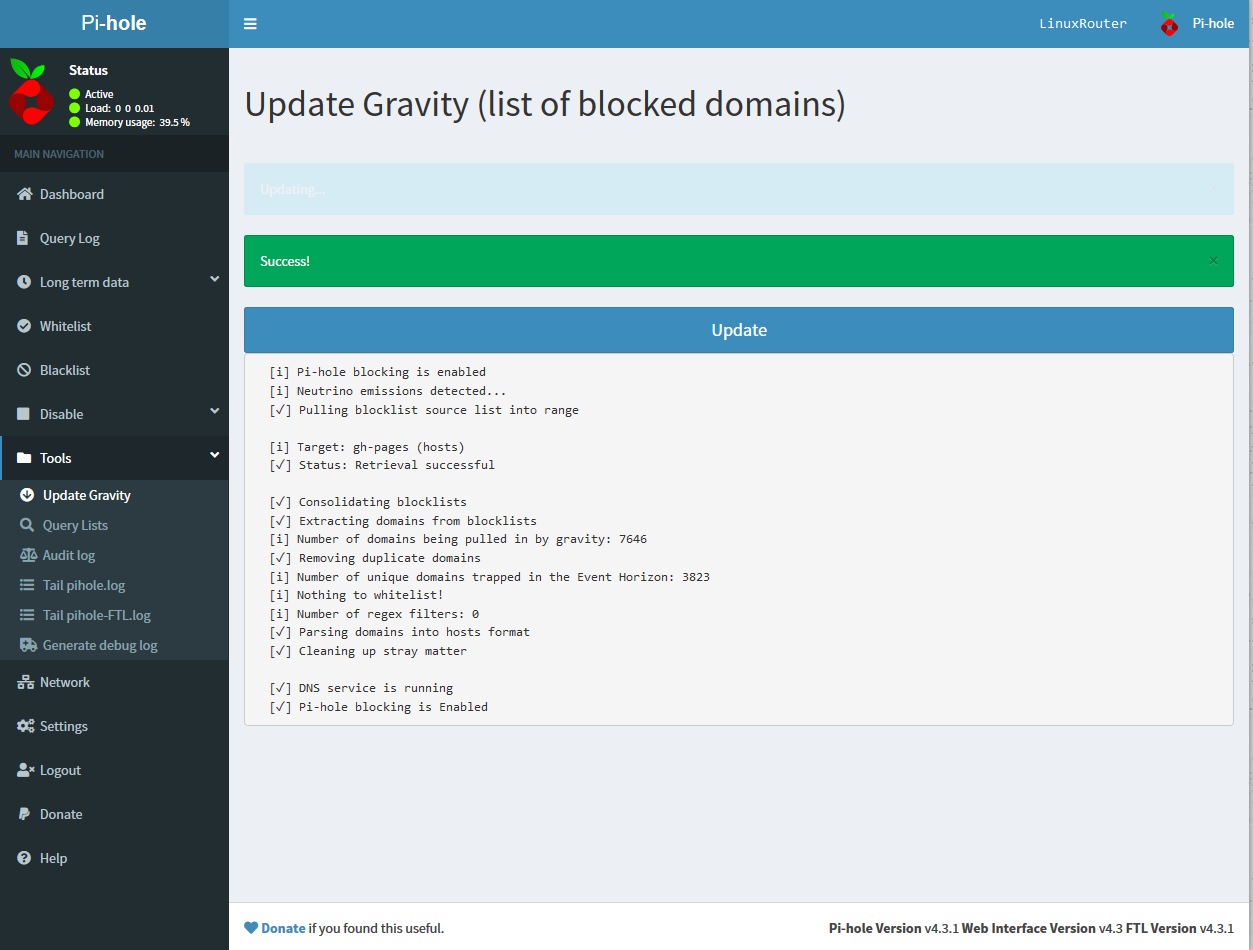 Pi-hole
LinuxRouter
Pi-hole
Status
Active
Load: 0 0 0.01
Memory usage: 39.5 %
MAIN NAVIGATION
Dashboard
Query Log
Long term data
Whitelist
Blacklist
Disable
Tools
Update Gravity
Query Lists
Audit log
Tail pihole.log
Tail pihole-FTL.log
Generate debug log
Network
Settings
Logout
Donate
Help
Update Gravity (list of blocked domains)
Updating...
Success! ×
Update
[i] Pi-hole blocking is enabled
[i] Neutrino emissions detected...
[✓] Pulling blocklist source list into range
[i] Target: gh-pages (hosts)
[✓] Status: Retrieval successful
[✓] Consolidating blocklists
[✓] Extracting domains from blocklists
[i] Number of domains being pulled in by gravity: 7646
[✓] Removing duplicate domains
[i] Number of unique domains trapped in the Event Horizon: 3823
[i] Nothing to whitelist!
[i] Number of regex filters: 0
[✓] Parsing domains into hosts format
[✓] Cleaning up stray matter
[✓] DNS service is running
[✓] Pi-hole blocking is Enabled
Donate if you found this useful.
Pi-hole Version v4.3.1 Web Interface Version v4.3 FTL Version v4.3.1